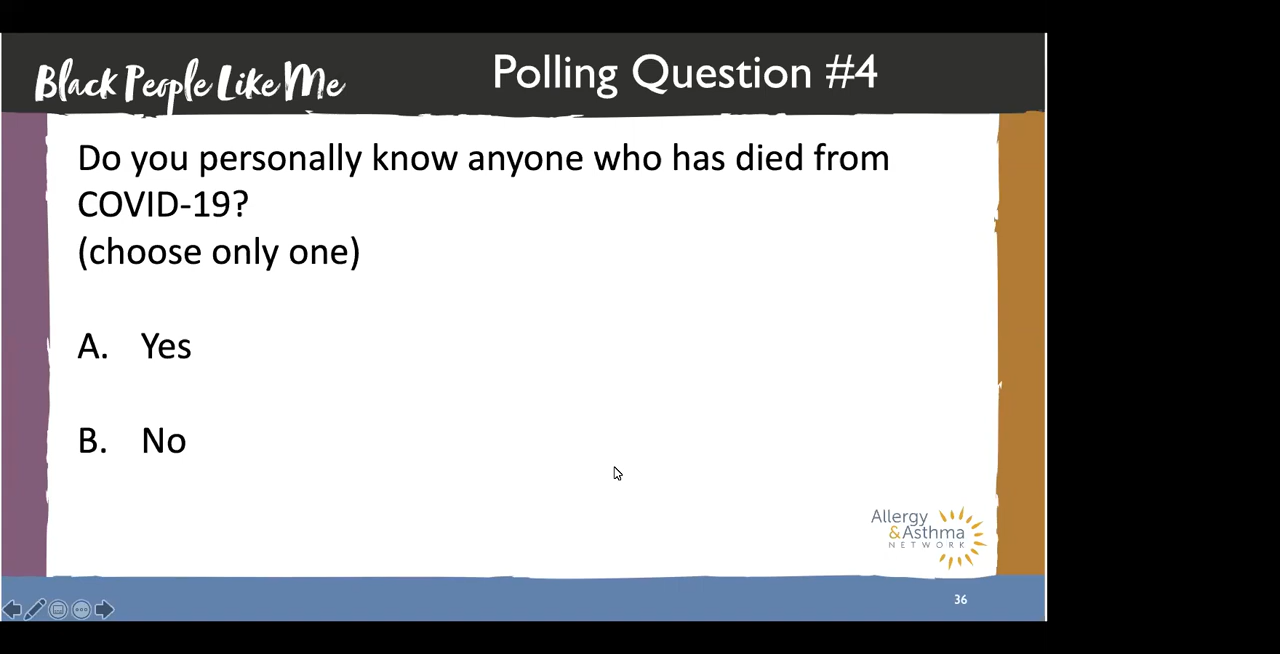 Black People Like Me
Polling Question #4
Do you personally know anyone who has died from
COVID-19?
(choose only one)
A. Yes
B. No
Allergy
&Asthma
NETWORK
36